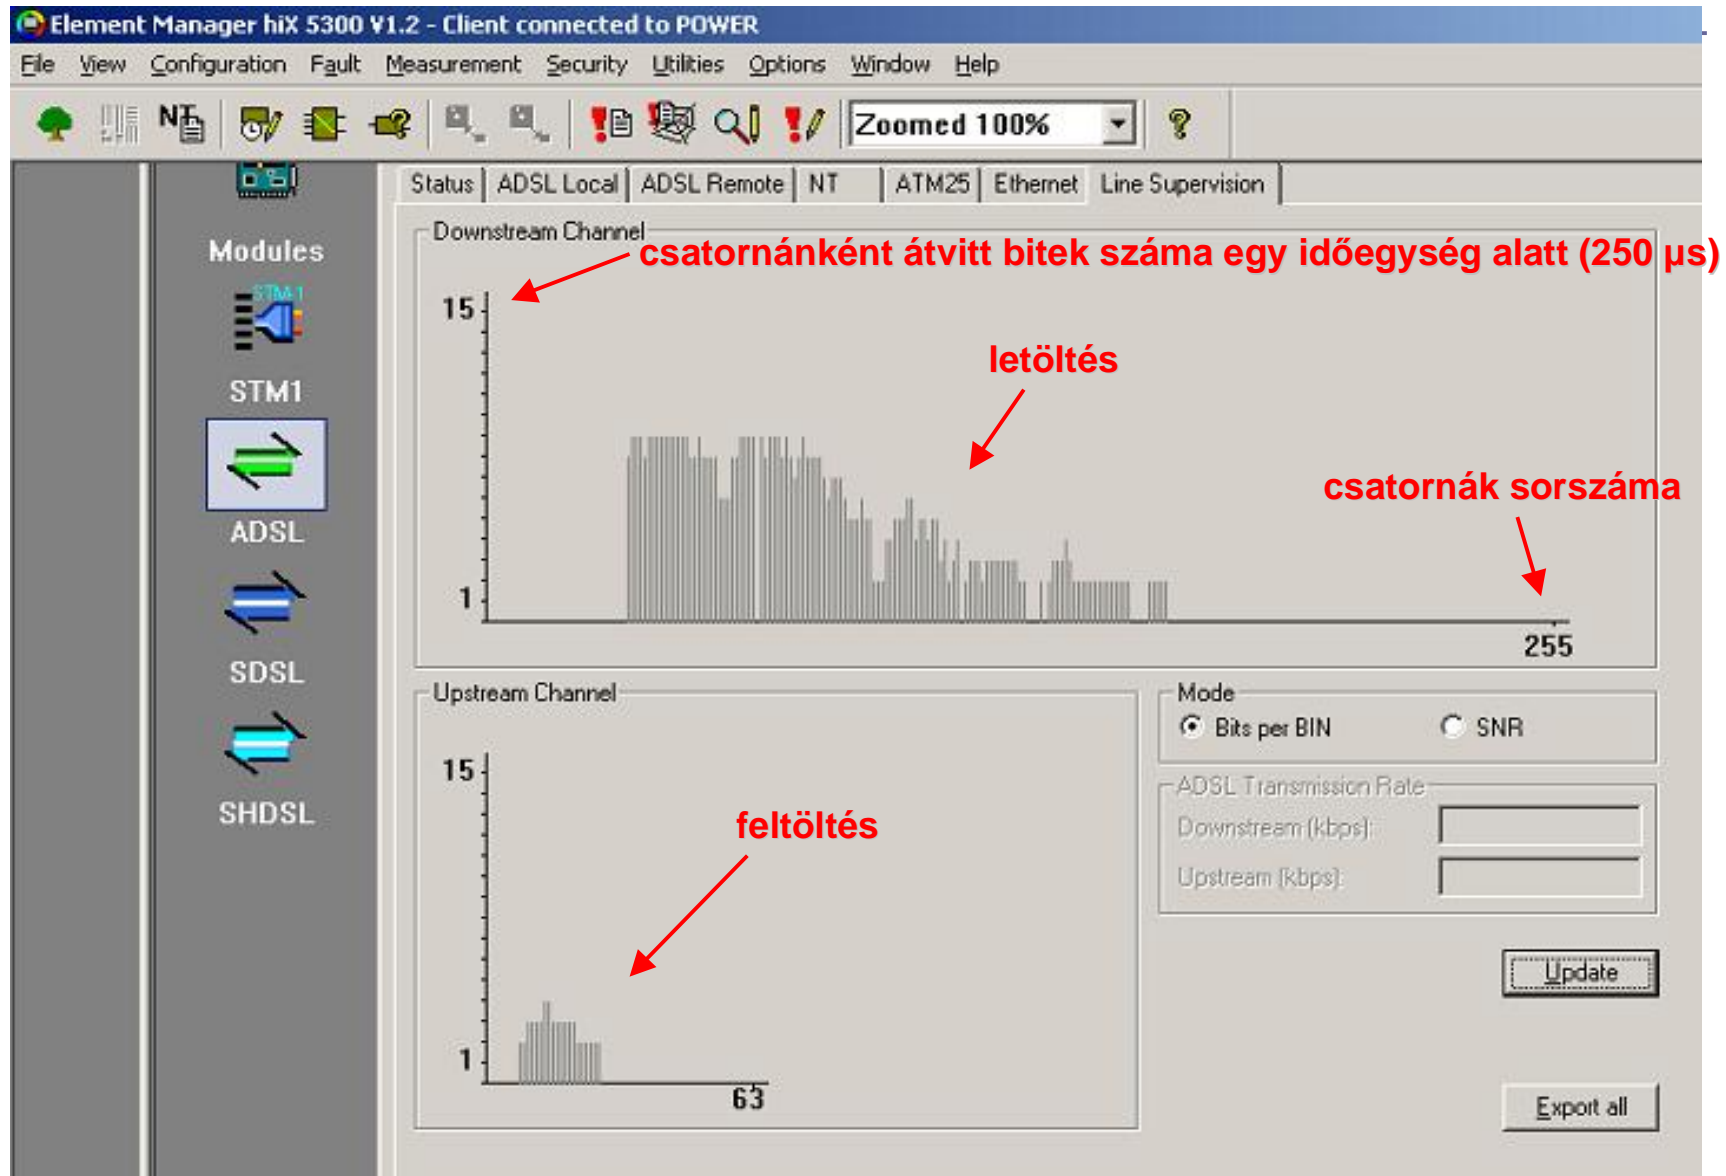 Element Manager hiX 5300 V1.2 - Client connected to POWER
File View Configuration Fault Measurement Security Utilities Options Window Help
NT Zoomed 100%
Status ADSL Local ADSL Remote NT ATM25 Ethernet Line Supervision
Modules
STM-1
STM1
ADSL
SDSL
SHDSL
Downstream Channel
csatornánként átvitt bitek száma egy időegység alatt (250 µs)
15
letöltés
csatornák sorszáma
1
255
Upstream Channel
15
feltöltés
1
63
Mode
Bits per BIN SNR
ADSL Transmission Rate
Downstream (kbps):
Upstream (kbps):
Update
Export all